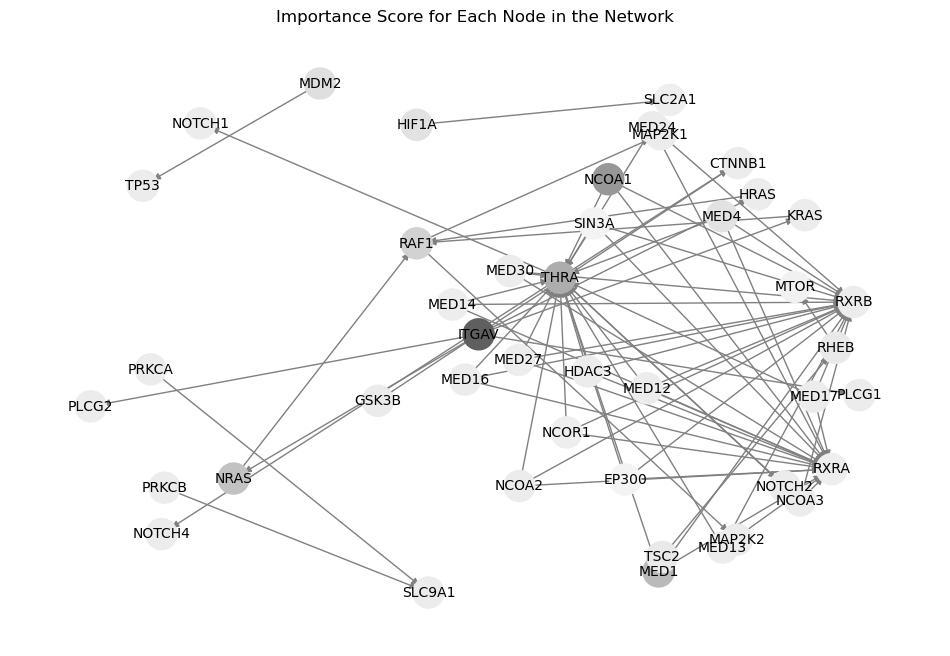 Importance Score for Each Node in the Network
MDM2
SLC2A1
NOTCH1
HIF1A
MED24
MAP2K1
CTNNB1
TP53
NCOA1
HRAS
SIN3A
MED4
KRAS
RAF1
MED30
THRA
MTOR
MED14
RXRB
ITGAV
RHEB
MED27
PRKCA
HDAC3
MED16
MED12
PLCG1
MED17
GSK3B
PLCG2
NCOR1
RXRA
NRAS
EP300
PRKCB
NCOA2
NOTCH2
NCOA3
NOTCH4
MAP2K2
MED13
TSC2
MED1
SLC9A1